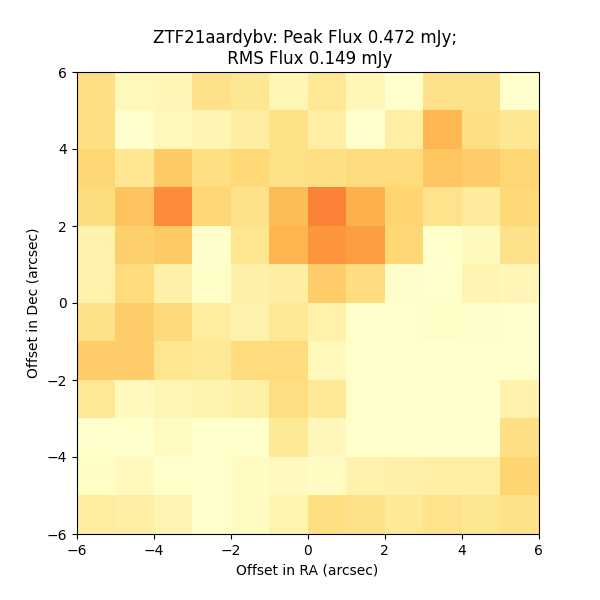 ZTF21aardybv: Peak Flux 0.472 mJy;
RMS Flux 0.149 mJy
6
4
2
0
−2
−4
−6
Offset in Dec (arcsec)
−6 −4 −2 0 2 4 6
Offset in RA (arcsec)